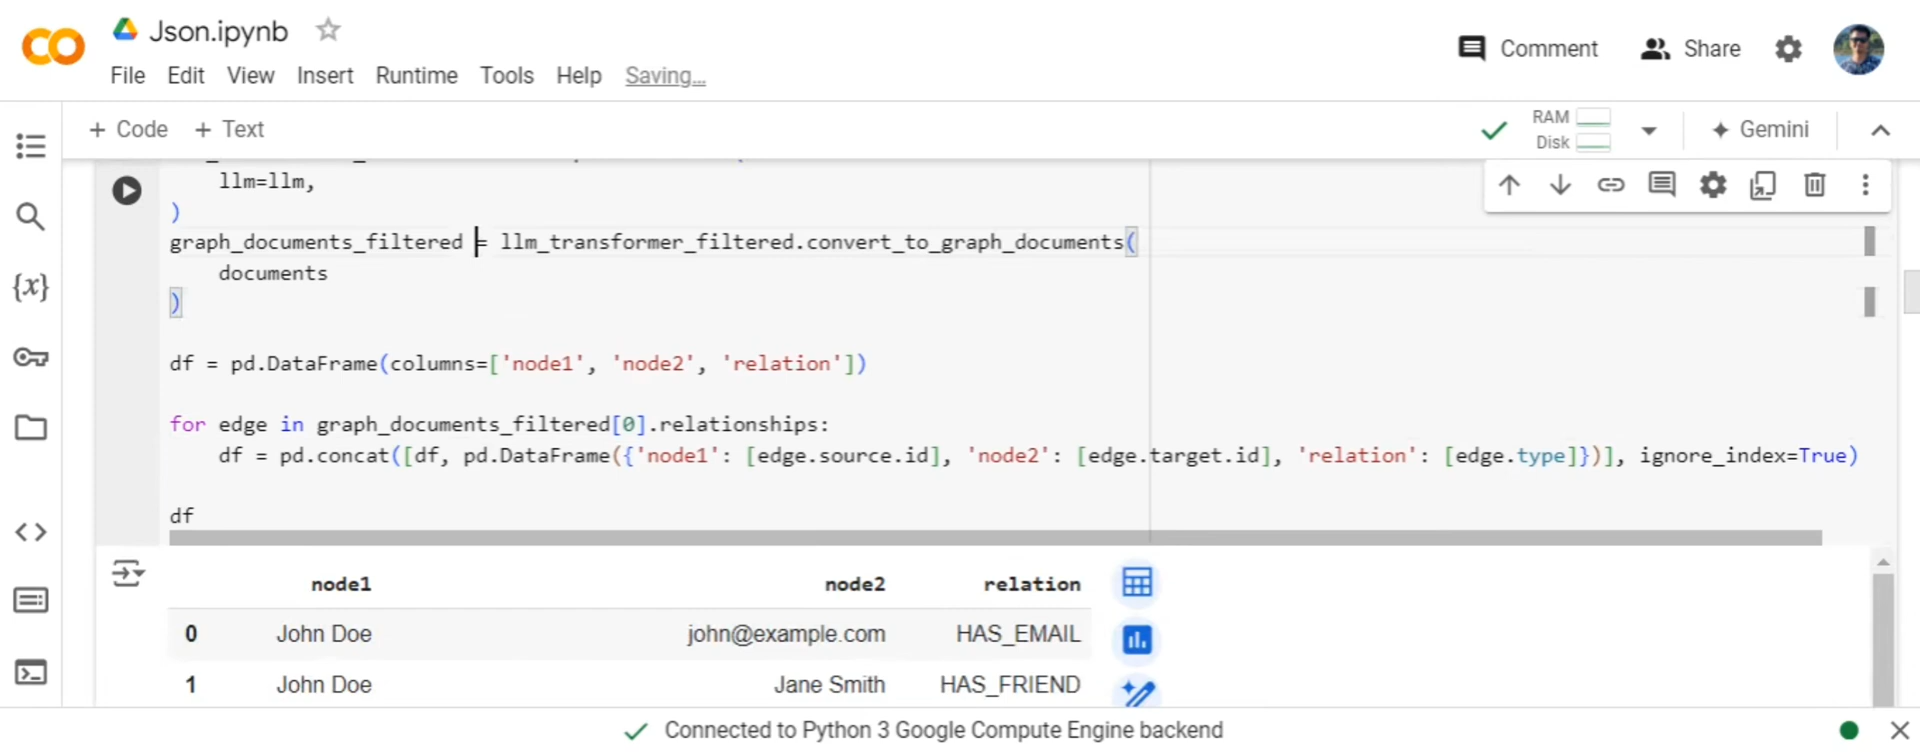 Json.ipynb
Comment Share
File Edit View Insert Runtime Tools Help Saving...
+ Code + Text
RAM
Disk
Gemini
llm=llm,
)
graph_documents_filtered = llm_transformer_filtered.convert_to_graph_documents(
documents
)
df = pd.DataFrame(columns=['node1', 'node2', 'relation'])
for edge in graph_documents_filtered[0].relationships:
df = pd.concat([df, pd.DataFrame({'node1': [edge.source.id], 'node2': [edge.target.id], 'relation': [edge.type]})], ignore_index=True)
df
node1 node2 relation
0 John Doe john@example.com HAS_EMAIL
1 John Doe Jane Smith HAS_FRIEND
Connected to Python 3 Google Compute Engine backend